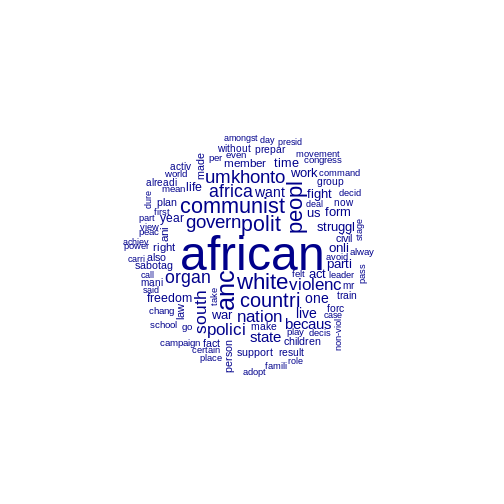 amongst day presid
without even prepar
per movement
congress
made member time
activ world umkhonto work command
alreadi mean life africa want fight group decid
dure plan communist peopl deal now
first us form
part year govern polit struggl stage
view ani
peac civil
achiev onli alway
power right african avoid
carri also parti
sabotag white felt act leader pass
call organ anc violenc mr
mani train
said freedom take countri one
chang law south live forc
war nation case
school go polici becaus non-viol
make play decis
campaign fact state children
certain support result
place person role
famili
adopt